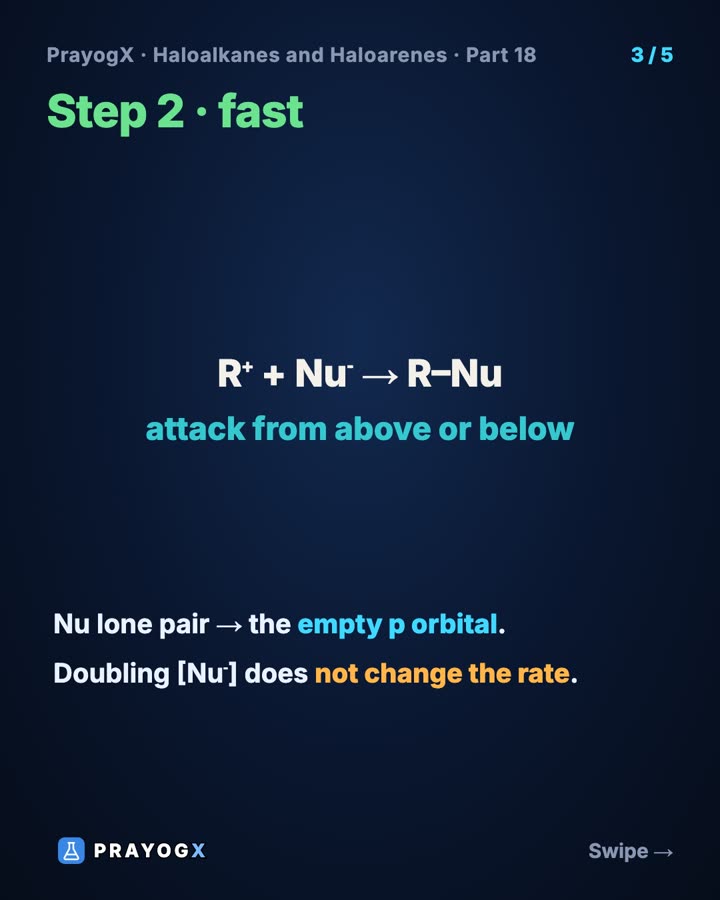 PrayogX · Haloalkanes and Haloarenes · Part 18
3 / 5
Step 2 · fast
R⁺ + Nu⁻ → R–Nu
attack from above or below
Nu lone pair → the empty p orbital.
Doubling [Nu⁻] does not change the rate.
PRAYOGX
Swipe →